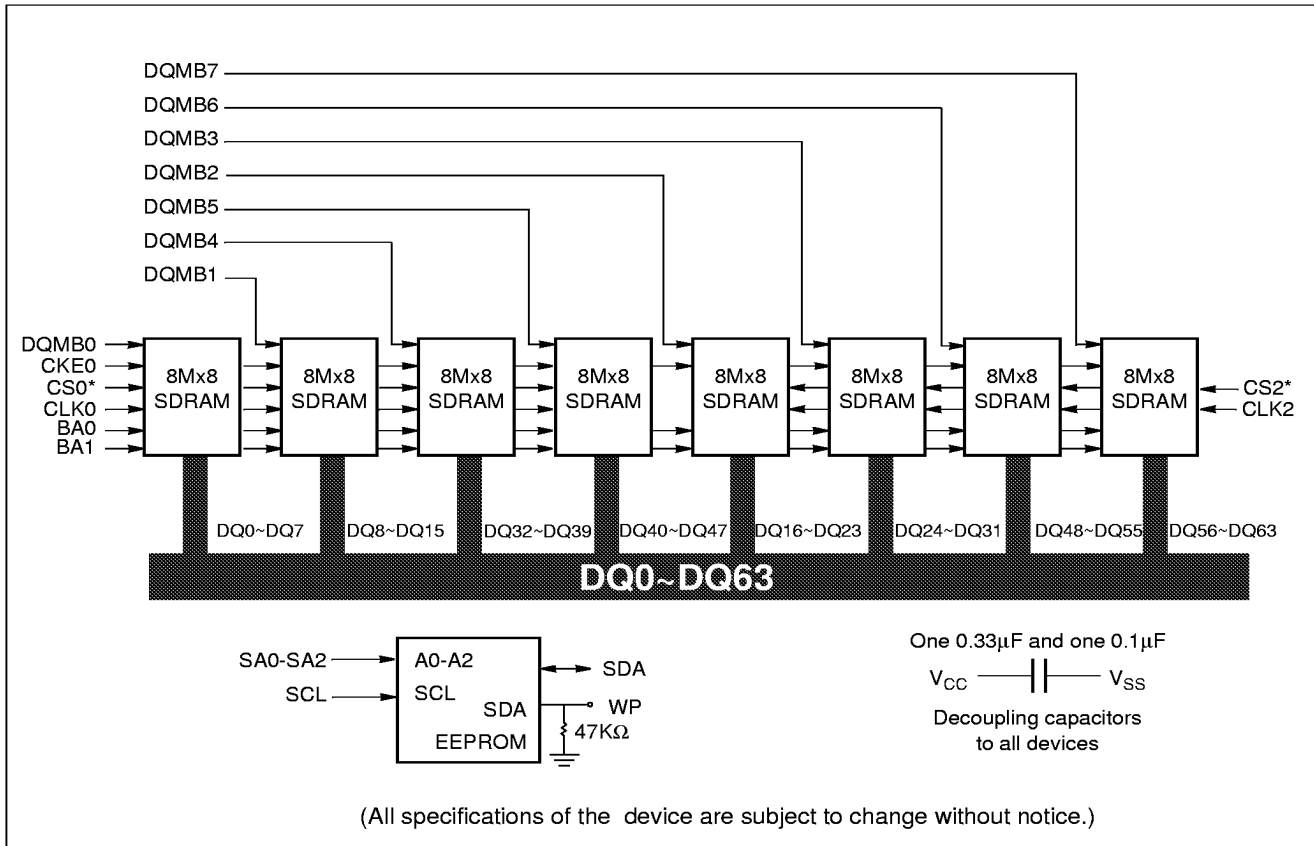 DQMB7
DQMB6
DQMB3
DQMB2
DQMB5
DQMB4
DQMB1
DQMB0
CKE0
CS0*
CLK0
BA0
BA1
8Mx8
SDRAM
8Mx8
SDRAM
8Mx8
SDRAM
8Mx8
SDRAM
8Mx8
SDRAM
8Mx8
SDRAM
8Mx8
SDRAM
8Mx8
SDRAM
CS2*
CLK2
DQ0~DQ7
DQ8~DQ15
DQ32~DQ39
DQ40~DQ47
DQ16~DQ23
DQ24~DQ31
DQ48~DQ55
DQ56~DQ63
DQ0~DQ63
SA0-SA2
SCL
A0-A2
SCL
SDA
EEPROM
SDA
WP
47KΩ
One 0.33μF and one 0.1μF
VCC
VSS
Decoupling capacitors
to all devices
(All specifications of the device are subject to change without notice.)